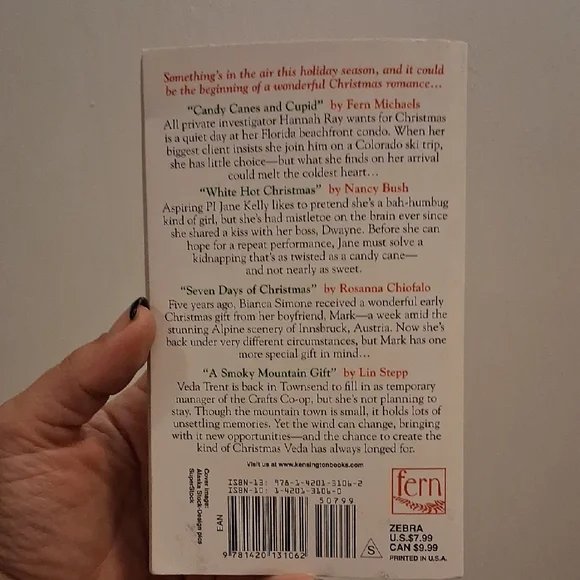 Something's in the air this holiday season, and it could
be the beginning of a wonderful Christmas romance...
"Candy Canes and Cupid" by Fern Michaels
All private investigator Hannah Ray wants for Christmas
is a quiet day at her Florida beachfront condo. When her
biggest client insists she join him on a Colorado ski trip,
she has little choice—but what she finds on her arrival
could melt the coldest heart...
"White Hot Christmas" by Nancy Bush
Aspiring PI Jane Kelly likes to pretend she's a bah-humbug
kind of girl, but she's had mistletoe on the brain ever since
she shared a kiss with her boss, Dwayne. Before she can
hope for a repeat performance, Jane must solve a
kidnapping that's as twisted as a candy cane—
and not nearly as sweet.
"Seven Days of Christmas" by Rosanna Chiofalo
Five years ago, Bianca Simone received a wonderful early
Christmas gift from her boyfriend, Mark—a week amid the
stunning Alpine scenery of Innsbruck, Austria. Now she's
back under very different circumstances, but Mark has one
more special gift in mind...
"A Smoky Mountain Gift" by Lin Stepp
Veda Trent is back in Townsend to fill in as temporary
manager of the Crafts Co-op, but she's not planning to
stay. Though the mountain town is small, it holds lots of
unsettling memories. Yet the wind can change, bringing
with it new opportunities—and the chance to create the
kind of Christmas Veda has always longed for.
Visit us at www.kensingtonbooks.com
Cover Image:
Alaska Stock-Design pics
SuperStock
EAN
ISBN-13: 978-1-4201-3106-2
ISBN-10: 1-4201-3106-0
50799
9 781420 131062
S
fern
ZEBRA
U.S.$7.99
CAN $9.99
PRINTED IN U.S.A.